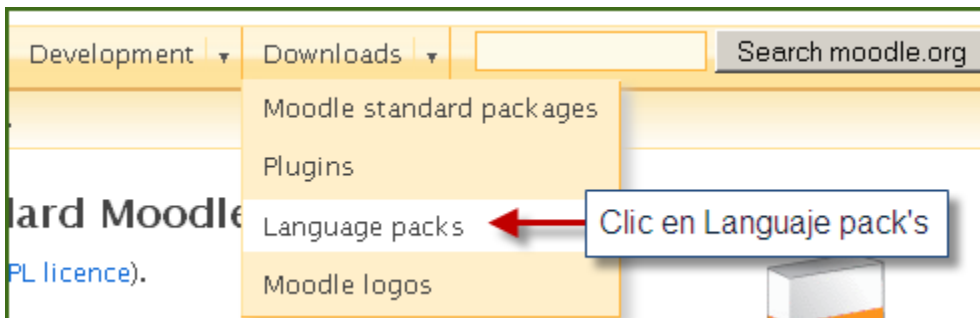 Development
Downloads
Search moodle.org
Moodle standard packages
Plugins
lard Moodle
Language packs
Clic en Languaje pack's
PL licence).
Moodle logos